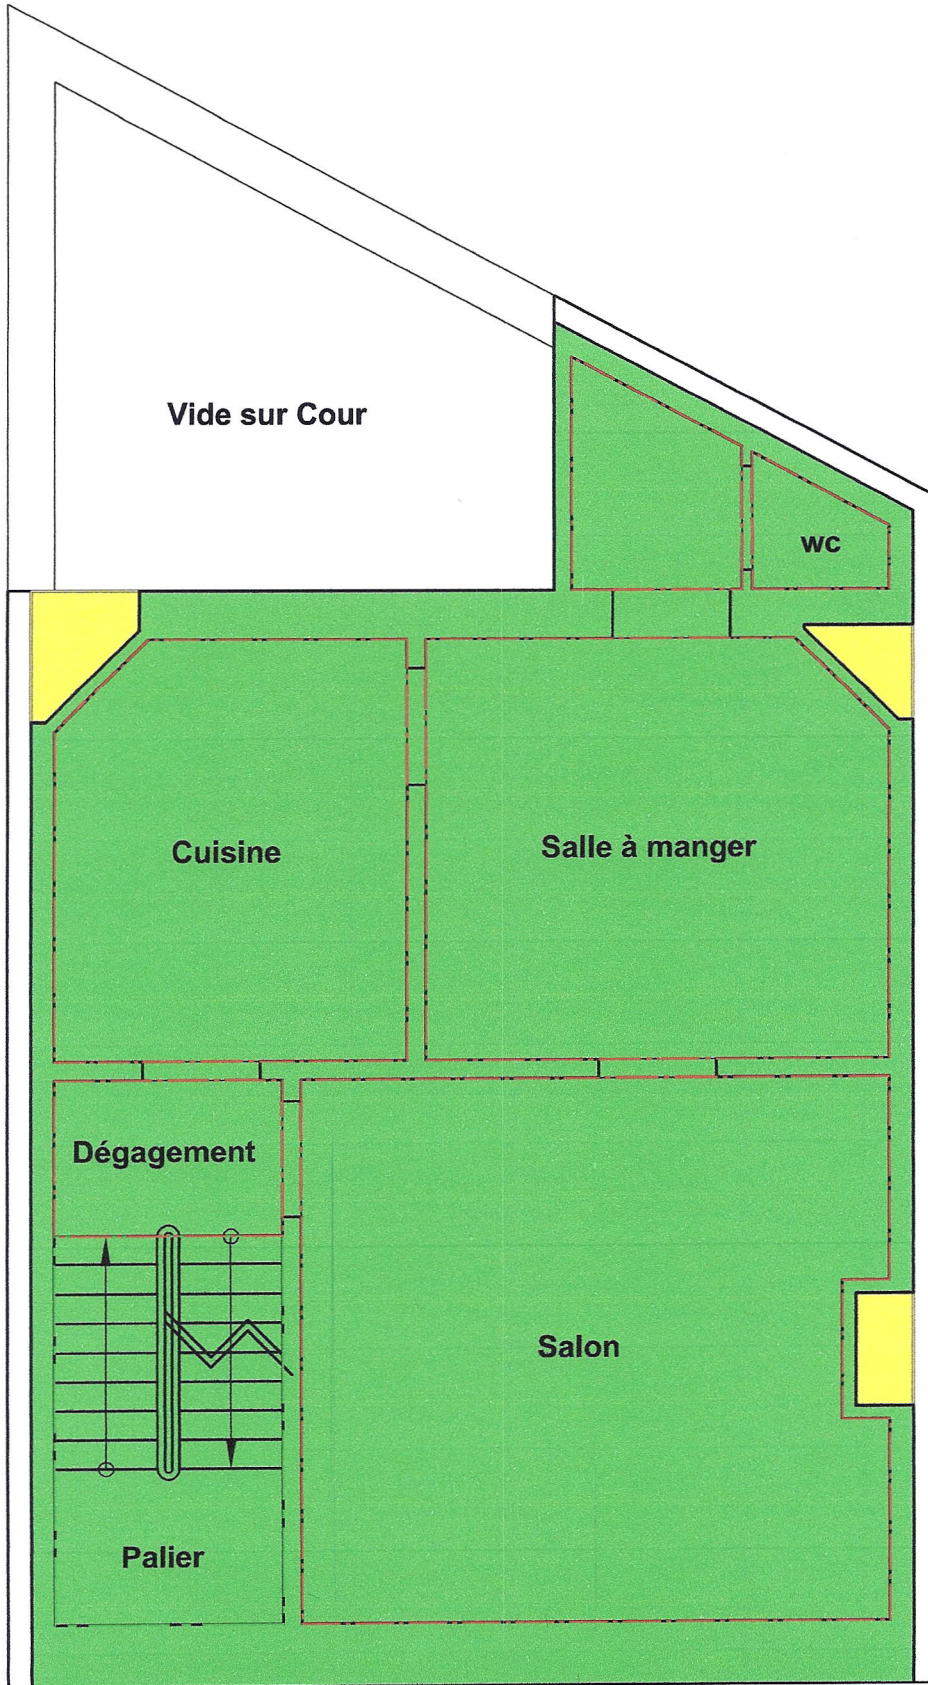 Vide sur Cour
wc
Cuisine
Salle à manger
Dégagement
Salon
Palier